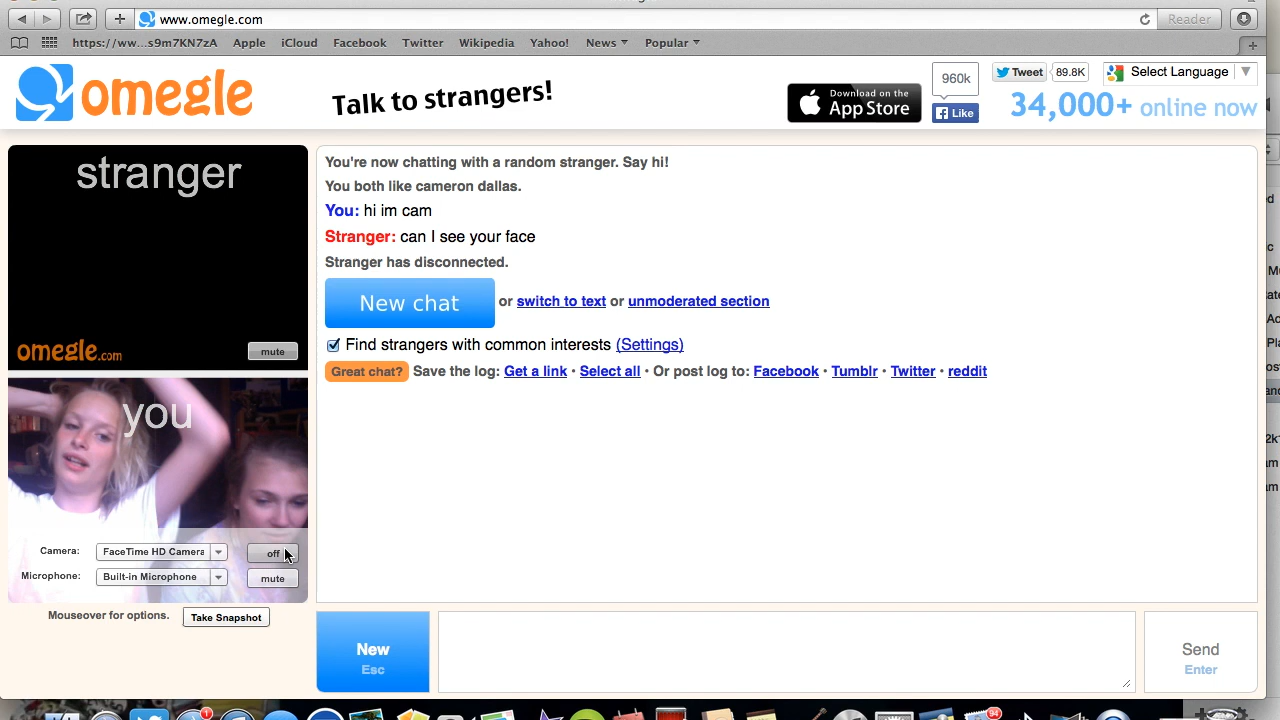 www.omegle.com
Reader
https://ww...s9m7KN7zA Apple iCloud Facebook Twitter Wikipedia Yahoo! News Popular
omegle
Talk to strangers!
Download on the
App Store
960k
Like
Tweet 89.8K
Select Language
34,000+ online now
stranger
omegle.com
mute
you
Camera: FaceTime HD Camera off
Microphone: Built-in Microphone mute
Mouseover for options. Take Snapshot
You're now chatting with a random stranger. Say hi!
You both like cameron dallas.
You: hi im cam
Stranger: can I see your face
Stranger has disconnected.
New chat or switch to text or unmoderated section
Find strangers with common interests (Settings)
Great chat? Save the log: Get a link • Select all • Or post log to: Facebook • Tumblr • Twitter • reddit
New
Esc
Send
Enter
1
94